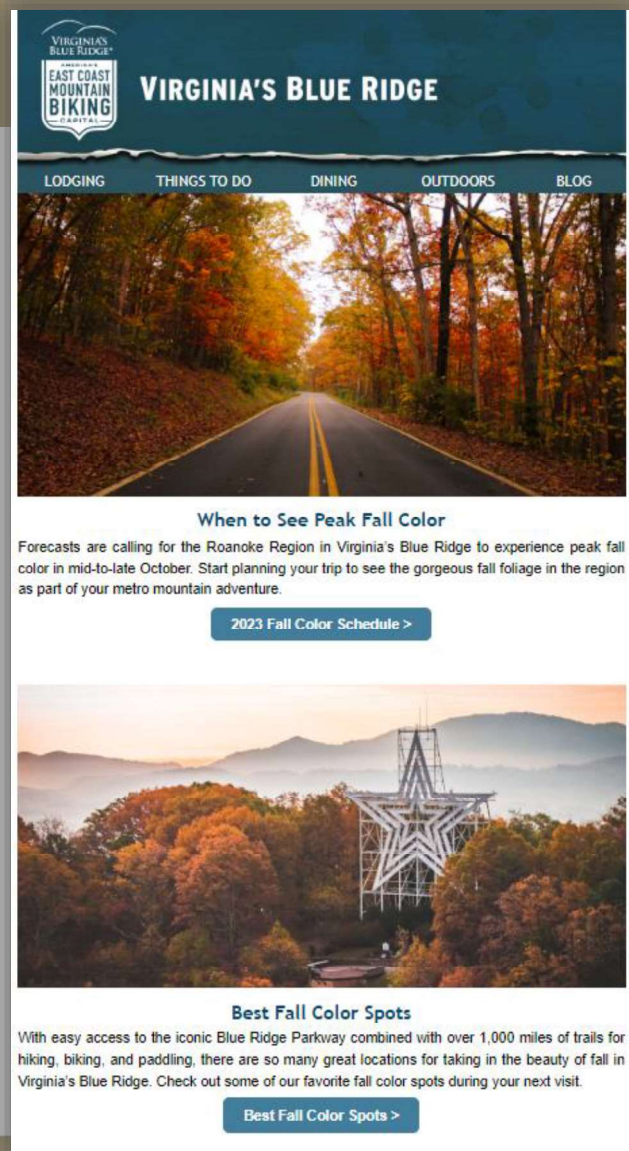 VIRGINIA'S
BLUE RIDGE®
AMERICA'S
EAST COAST
MOUNTAIN
BIKING
CAPITAL
VIRGINIA'S BLUE RIDGE
LODGING THINGS TO DO DINING OUTDOORS BLOG
When to See Peak Fall Color
Forecasts are calling for the Roanoke Region in Virginia's Blue Ridge to experience peak fall
color in mid-to-late October. Start planning your trip to see the gorgeous fall foliage in the region
as part of your metro mountain adventure.
2023 Fall Color Schedule >
Best Fall Color Spots
With easy access to the iconic Blue Ridge Parkway combined with over 1,000 miles of trails for
hiking, biking, and paddling, there are so many great locations for taking in the beauty of fall in
Virginia's Blue Ridge. Check out some of our favorite fall color spots during your next visit.
Best Fall Color Spots >